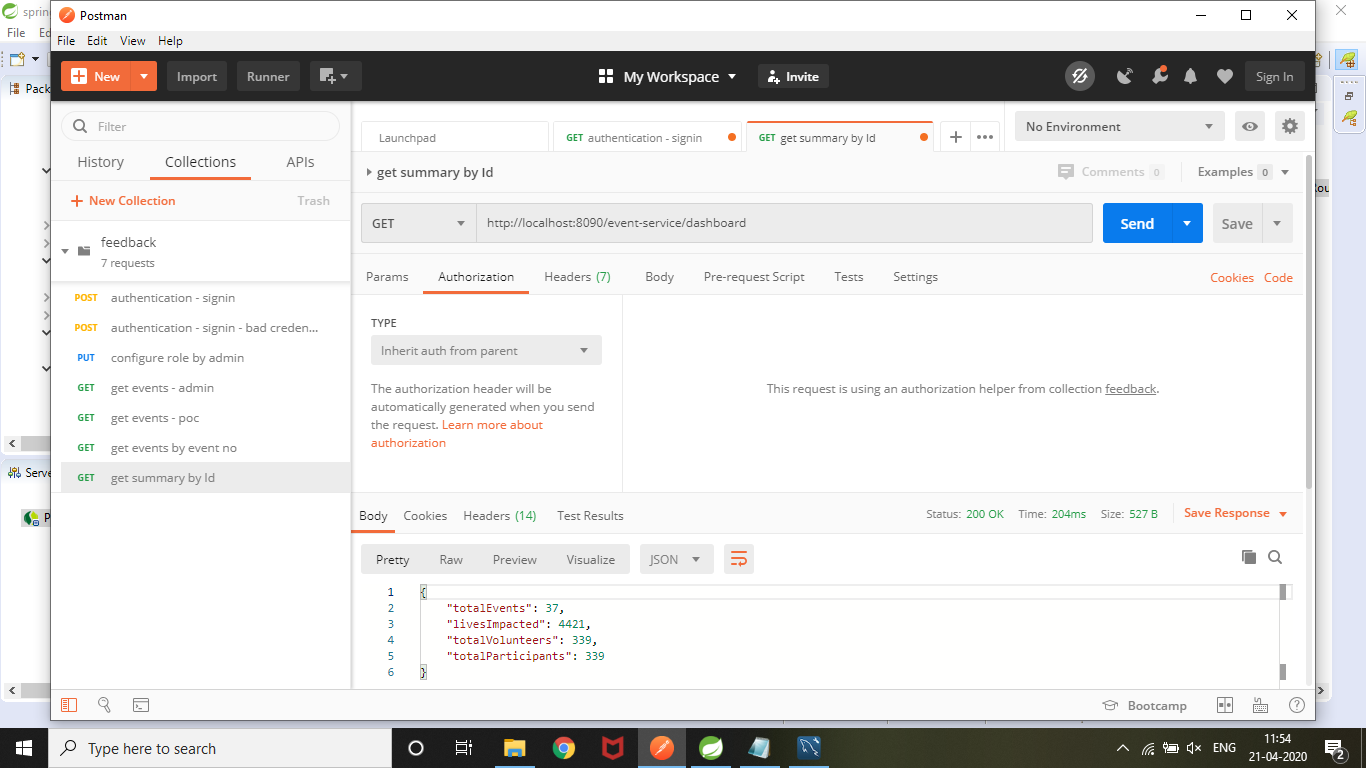 sprin
Postman
File Ed
File Edit View Help
New Import Runner
My Workspace
Invite
Sign In
Pack
Filter
History Collections APIs
New Collection Trash
feedback
7 requests
POST authentication - signin
POST authentication - signin - bad creden...
PUT configure role by admin
GET get events - admin
GET get events - poc
GET get events by event no
GET get summary by Id
Serve
Launchpad
GET authentication - signin
GET get summary by Id
No Environment
get summary by Id
Comments 0
Examples 0
GET http://localhost:8090/event-service/dashboard
Send Save
Params Authorization Headers (7) Body Pre-request Script Tests Settings
Cookies Code
TYPE
Inherit auth from parent
The authorization header will be
automatically generated when you send
the request. Learn more about
authorization
This request is using an authorization helper from collection feedback.
Body Cookies Headers (14) Test Results
Status: 200 OK Time: 204ms Size: 527 B Save Response
Pretty Raw Preview Visualize JSON
1 {
2 "totalEvents": 37,
3 "livesImpacted": 4421,
4 "totalVolunteers": 339,
5 "totalParticipants": 339
6 }
Bootcamp
Type here to search
ENG
11:54
21-04-2020
2